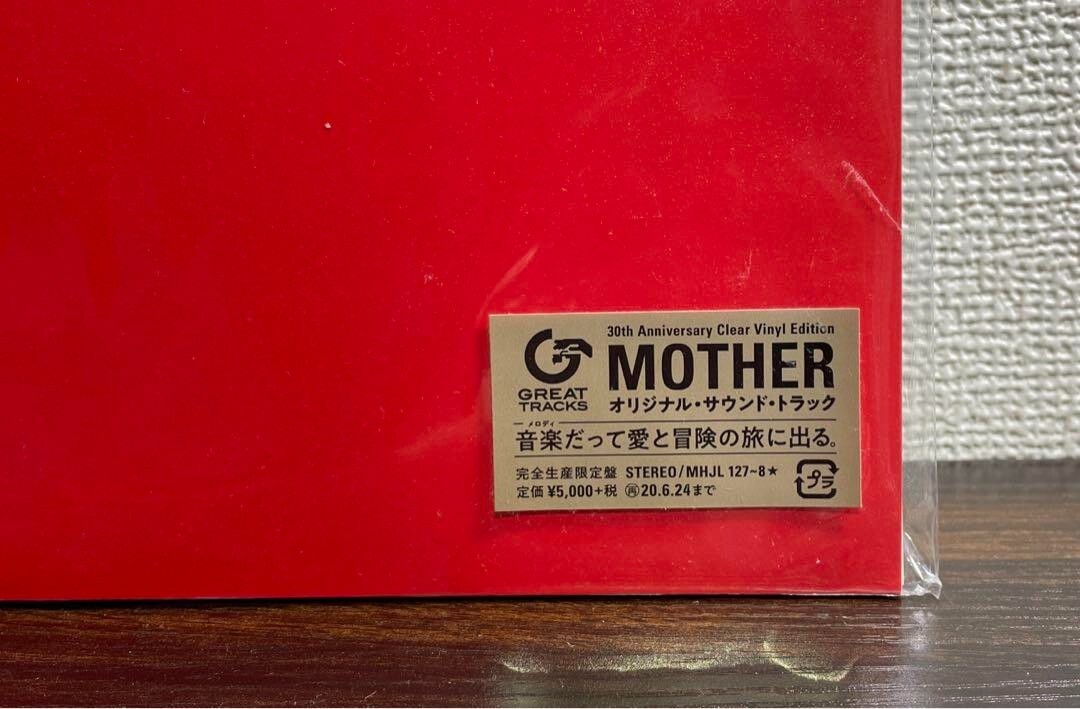 30th Anniversary Clear Vinyl Edition
GREAT TRACKS
MOTHER
オリジナル・サウンド・トラック
メロディ
音楽だって愛と冒険の旅に出る。
完全生産限定盤 STEREO/MHJL 127~8★
定価 ¥5,000+税 ㊢20.6.24まで
プラ